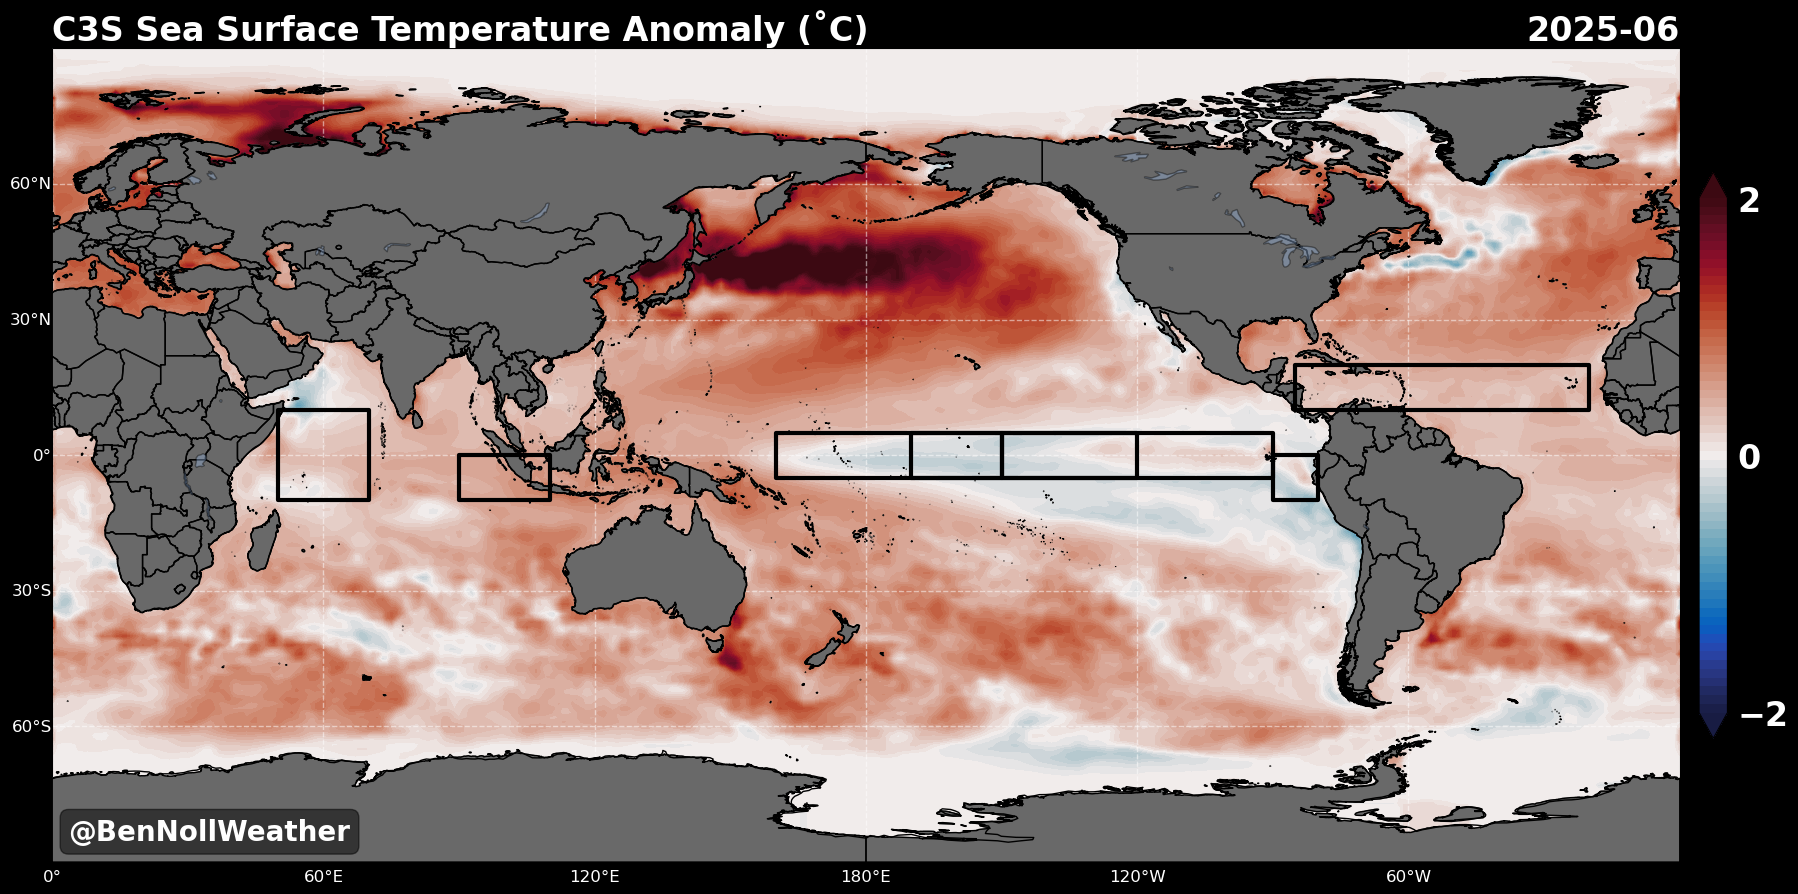 C3S Sea Surface Temperature Anomaly (˚C) 2025-06
60°N
30°N
0°
30°S
60°S
2
0
−2
@BenNollWeather
0° 60°E 120°E 180°E 120°W 60°W